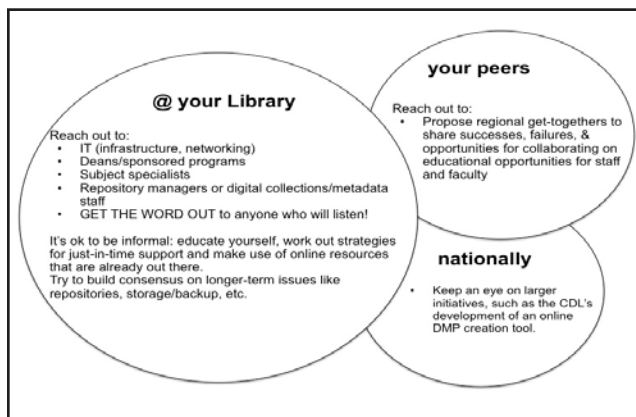 @ your Library
Reach out to:
• IT (infrastructure, networking)
• Deans/sponsored programs
• Subject specialists
• Repository managers or digital collections/metadata
staff
• GET THE WORD OUT to anyone who will listen!
It's ok to be informal: educate yourself, work out strategies
for just-in-time support and make use of online resources
that are already out there.
Try to build consensus on longer-term issues like
repositories, storage/backup, etc.
your peers
Reach out to:
• Propose regional get-togethers to
share successes, failures, &
opportunities for collaborating on
educational opportunities for staff
and faculty
nationally
• Keep an eye on larger
initiatives, such as the CDL's
development of an online
DMP creation tool.